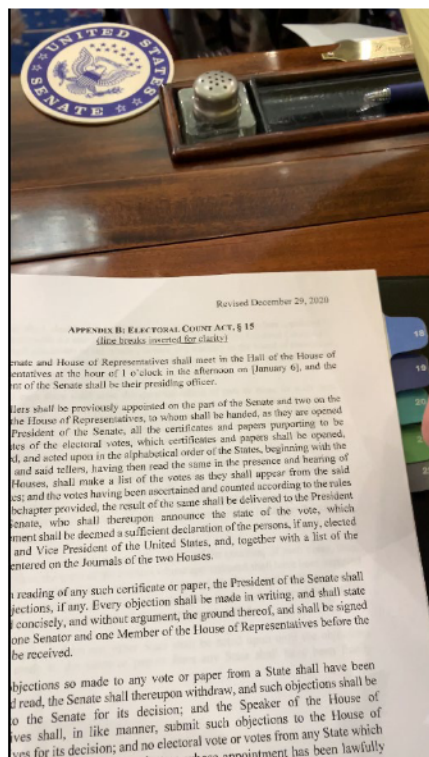 UNITED STATES
SENATE
Revised December 29, 2020
APPENDIX B: ELECTORAL COUNT ACT, § 15
(line breaks inserted for clarity)
enate and House of Representatives shall meet in the Hall of the House of
entatives at the hour of 1 o'clock in the afternoon on [January 6], and the
nt of the Senate shall be their presiding officer.
llers shall be previously appointed on the part of the Senate and two on the
the House of Representatives, to whom shall be handed, as they are opened
President of the Senate, all the certificates and papers purporting to be
tes of the electoral votes, which certificates and papers shall be opened,
d, and acted upon in the alphabetical order of the States, beginning with the
and said tellers, having then read the same in the presence and hearing of
Houses, shall make a list of the votes as they shall appear from the said
es; and the votes having been ascertained and counted according to the rules
bchapter provided, the result of the same shall be delivered to the President
enate, who shall thereupon announce the state of the vote, which
ment shall be deemed a sufficient declaration of the persons, if any, elected
and Vice President of the United States, and, together with a list of the
entered on the Journals of the two Houses.
reading of any such certificate or paper, the President of the Senate shall
jections, if any. Every objection shall be made in writing, and shall state
concisely, and without argument, the ground thereof, and shall be signed
one Senator and one Member of the House of Representatives before the
be received.
bjections so made to any vote or paper from a State shall have been
d read, the Senate shall thereupon withdraw, and such objections shall be
o the Senate for its decision; and the Speaker of the House of
ives shall, in like manner, submit such objections to the House of
ves for its decision; and no electoral vote or votes from any State which
appointment has been lawfully